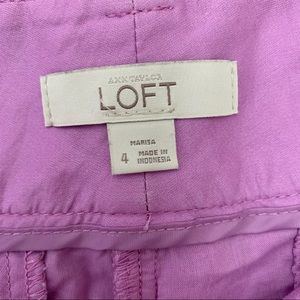 ANN TAYLOR
LOFT
MARISA
4 MADE IN
INDONESIA